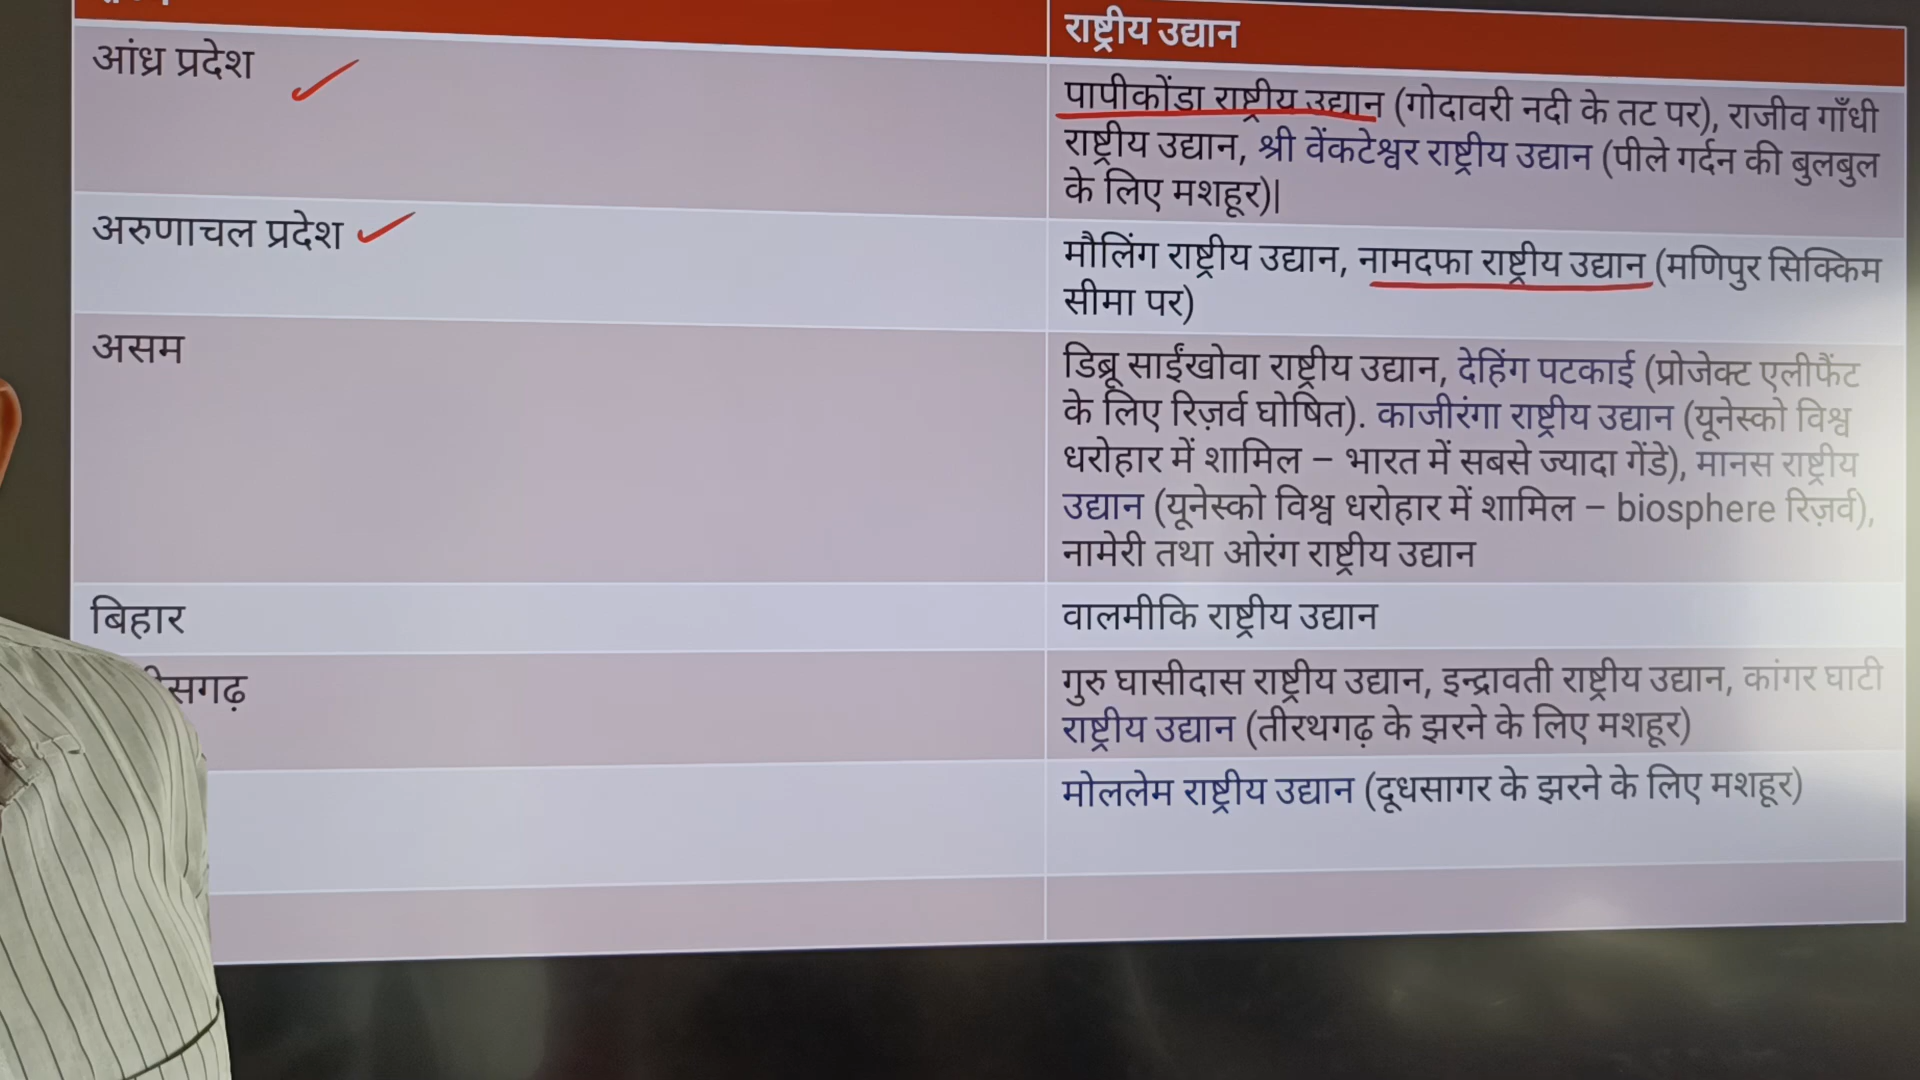 राष्ट्रीय उद्यान
आंध्र प्रदेश
पापीकोंडा राष्ट्रीय उद्यान (गोदावरी नदी के तट पर), राजीव गाँधी
राष्ट्रीय उद्यान, श्री वेंकटेश्वर राष्ट्रीय उद्यान (पीले गर्दन की बुलबुल
के लिए मशहूर)|
अरुणाचल प्रदेश
मौलिंग राष्ट्रीय उद्यान, नामदफा राष्ट्रीय उद्यान (मणिपुर सिक्किम
सीमा पर)
असम
डिब्रू साईंखोवा राष्ट्रीय उद्यान, देहिंग पटकाई (प्रोजेक्ट एलीफैंट
के लिए रिज़र्व घोषित). काजीरंगा राष्ट्रीय उद्यान (यूनेस्को विश्व
धरोहार में शामिल – भारत में सबसे ज्यादा गेंडे), मानस राष्ट्रीय
उद्यान (यूनेस्को विश्व धरोहार में शामिल – biosphere रिज़र्व),
नामेरी तथा ओरंग राष्ट्रीय उद्यान
बिहार
वालमीकि राष्ट्रीय उद्यान
गुरु घासीदास राष्ट्रीय उद्यान, इन्द्रावती राष्ट्रीय उद्यान, कांगर घाटी
राष्ट्रीय उद्यान (तीरथगढ़ के झरने के लिए मशहूर)
मोललेम राष्ट्रीय उद्यान (दूधसागर के झरने के लिए मशहूर)